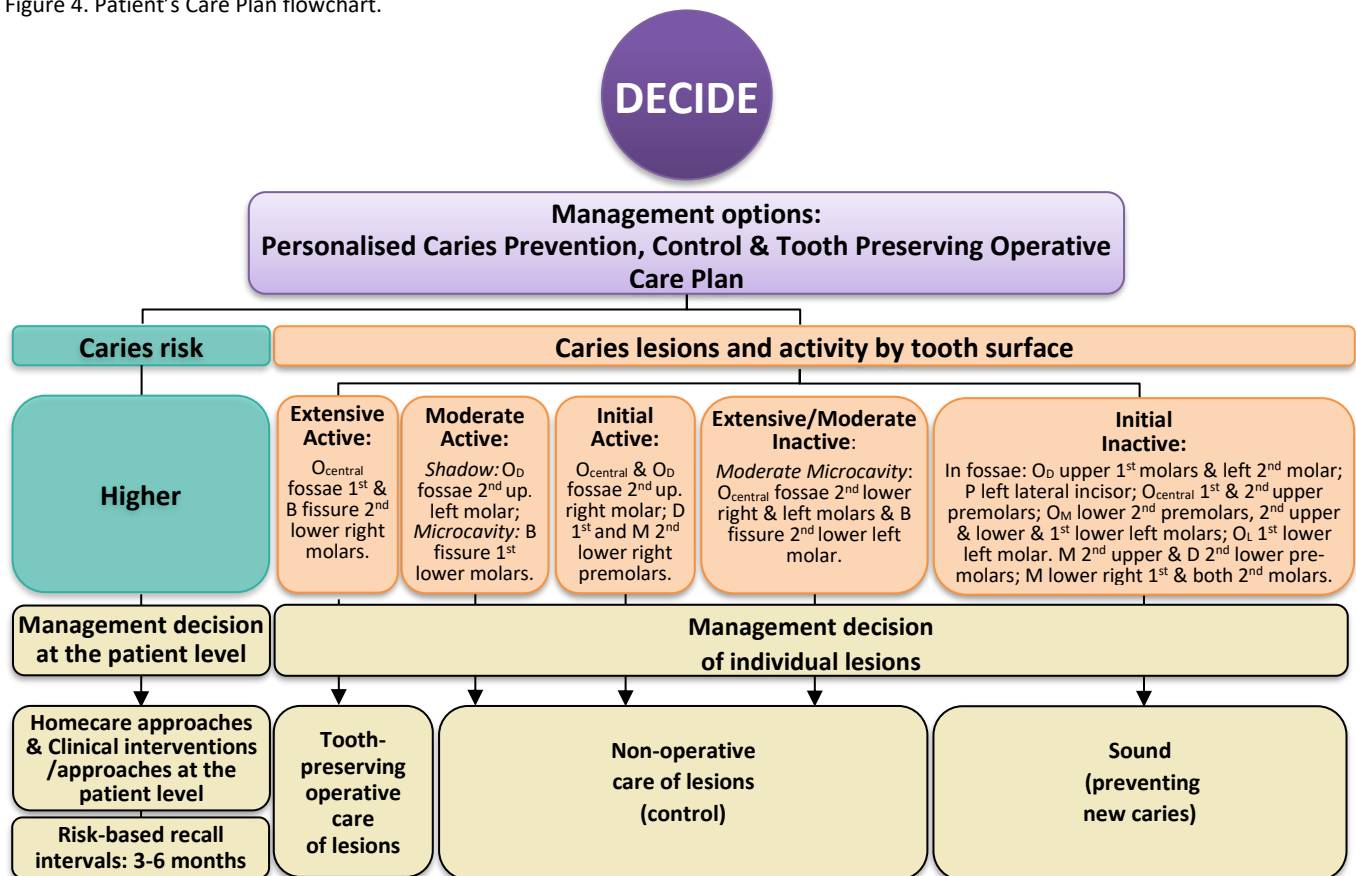 Figure 4. Patient's Care Plan flowchart.
DECIDE
Management options:
Personalised Caries Prevention, Control & Tooth Preserving Operative
Care Plan
Caries risk
Caries lesions and activity by tooth surface
Higher
Extensive
Active:
Ocentral
fossae 1st &
B fissure 2nd
lower right
molars.
Moderate
Active:
Shadow: OD
fossae 2nd up.
left molar;
Microcavity: B
fissure 1st
lower molars.
Initial
Active:
Ocentral & OD
fossae 2nd up.
right molar; D
1st and M 2nd
lower right
premolars.
Extensive/Moderate
Inactive:
Moderate Microcavity:
Ocentral fossae 2nd lower
right & left molars & B
fissure 2nd lower left
molar.
Initial
Inactive:
In fossae: OD upper 1st molars & left 2nd molar;
P left lateral incisor; Ocentral 1st & 2nd upper
premolars; OM lower 2nd premolars, 2nd upper
& lower & 1st lower left molars; OL 1st lower
left molar. M 2nd upper & D 2nd lower pre-
molars; M lower right 1st & both 2nd molars.
Management decision
at the patient level
Management decision
of individual lesions
Homecare approaches
& Clinical interventions
/approaches at the
patient level
Risk-based recall
intervals: 3-6 months
Tooth-
preserving
operative
care
of lesions
Non-operative
care of lesions
(control)
Sound
(preventing
new caries)